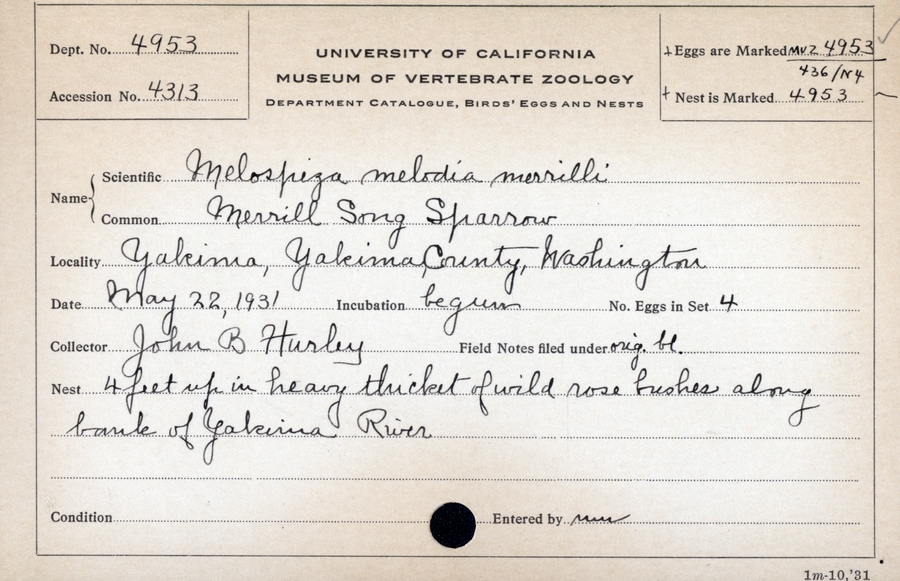 Dept. No. 4953
Accession No. 4313
UNIVERSITY OF CALIFORNIA
MUSEUM OF VERTEBRATE ZOOLOGY
DEPARTMENT CATALOGUE, BIRDS' EGGS AND NESTS
Eggs are Marked MVZ 4953
436/N4
Nest is Marked 4953
Name
Scientific Melospiza melodia merrilli
Common Merrill Song Sparrow
Locality Yakima, Yakima County, Washington
Date May 22, 1931 Incubation begun No. Eggs in Set 4
Collector John B Hurley Field Notes filed under orig. bl.
Nest 4 feet up in heavy thicket of wild rose bushes along
bank of Yakima River
Condition Entered by
1m-10,'31